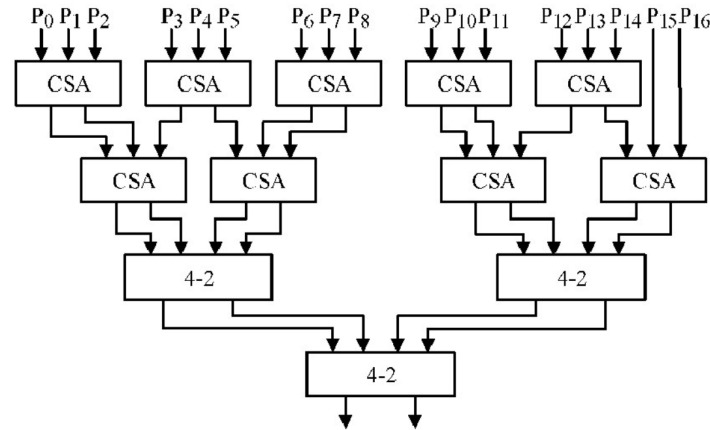 P0 P1 P2 P3 P4 P5 P6 P7 P8 P9 P10 P11 P12 P13 P14 P15 P16
CSA CSA CSA CSA CSA
CSA CSA CSA CSA
4-2 4-2
4-2